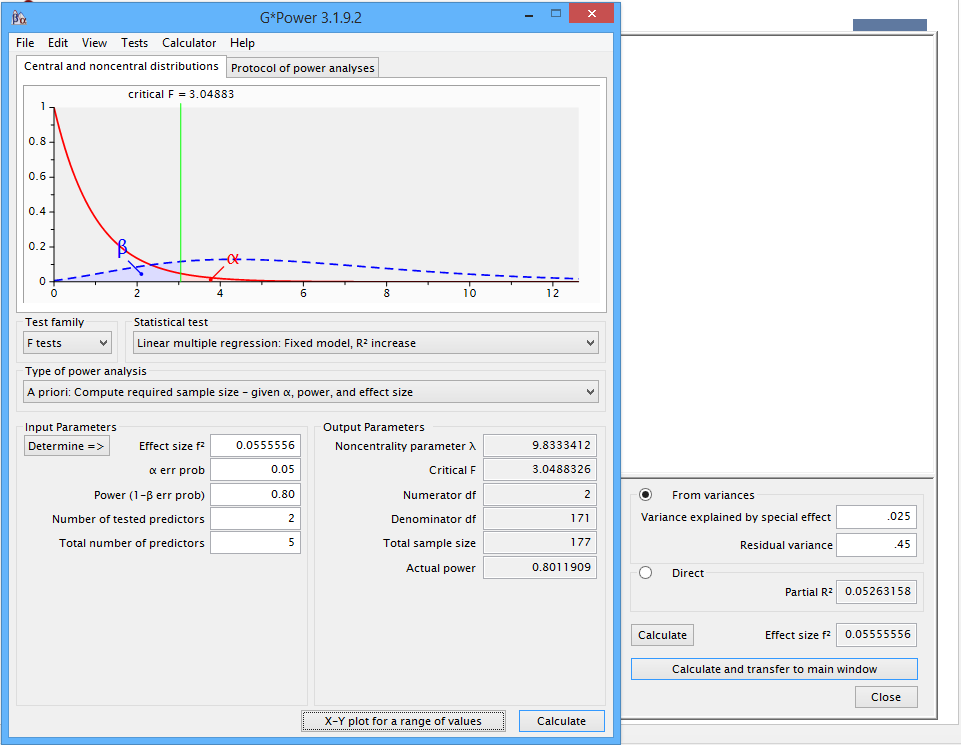 G*Power 3.1.9.2
File Edit View Tests Calculator Help
Central and noncentral distributions Protocol of power analyses
critical F = 3.04883
1
0.8
0.6
0.4
0.2
0
β
α
0 2 4 6 8 10 12
Test family
F tests
Statistical test
Linear multiple regression: Fixed model, R² increase
Type of power analysis
A priori: Compute required sample size - given α, power, and effect size
Input Parameters
Determine => Effect size f² 0.0555556
α err prob 0.05
Power (1-β err prob) 0.80
Number of tested predictors 2
Total number of predictors 5
Output Parameters
Noncentrality parameter λ 9.8333412
Critical F 3.0488326
Numerator df 2
Denominator df 171
Total sample size 177
Actual power 0.8011909
X-Y plot for a range of values Calculate
From variances
Variance explained by special effect .025
Residual variance .45
Direct
Partial R² 0.05263158
Calculate Effect size f² 0.05555556
Calculate and transfer to main window
Close